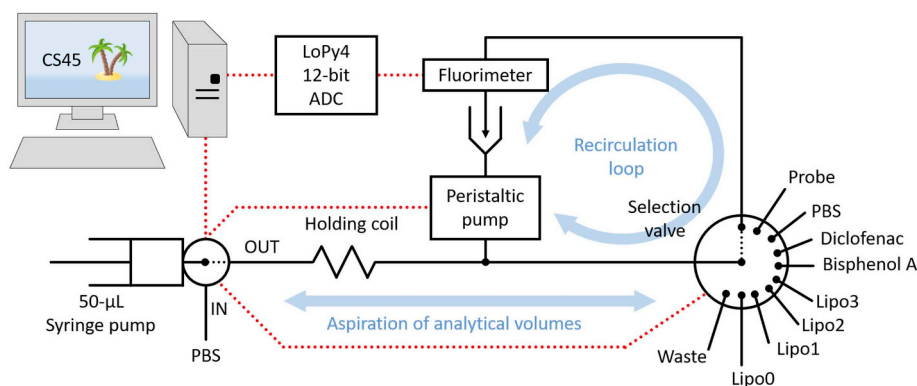 CS45
LoPy4
12-bit
ADC
Fluorimeter
Recirculation
loop
Peristaltic
pump
Selection
valve
Probe
PBS
Diclofenac
Bisphenol A
Lipo3
Lipo2
Lipo1
Lipo0
Waste
Holding coil
OUT
IN
50-µL
Syringe pump
PBS
Aspiration of analytical volumes